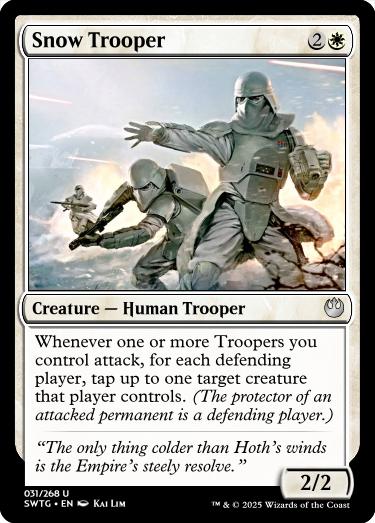 Snow Trooper 2
Creature — Human Trooper
Whenever one or more Troopers you
control attack, for each defending
player, tap up to one target creature
that player controls. (The protector of an
attacked permanent is a defending player.)
“The only thing colder than Hoth’s winds
is the Empire’s steely resolve.”
2/2
031/268 U
SWTG • EN Kai Lim ™ & © 2025 Wizards of the Coast